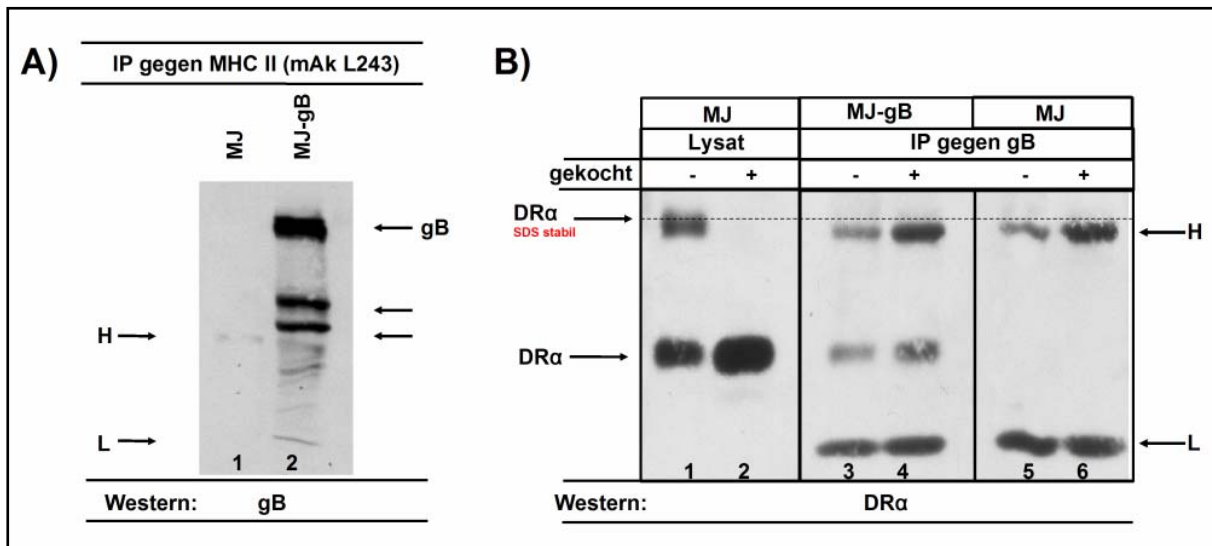 A)
IP gegen MHC II (mAk L243)
MJ
MJ-gB
gB
H
L
1 2
Western: gB
B)
MJ MJ-gB MJ
Lysat IP gegen gB
gekocht - + - + - +
DRα
SDS stabil
H
DRα
L
1 2 3 4 5 6
Western: DRα